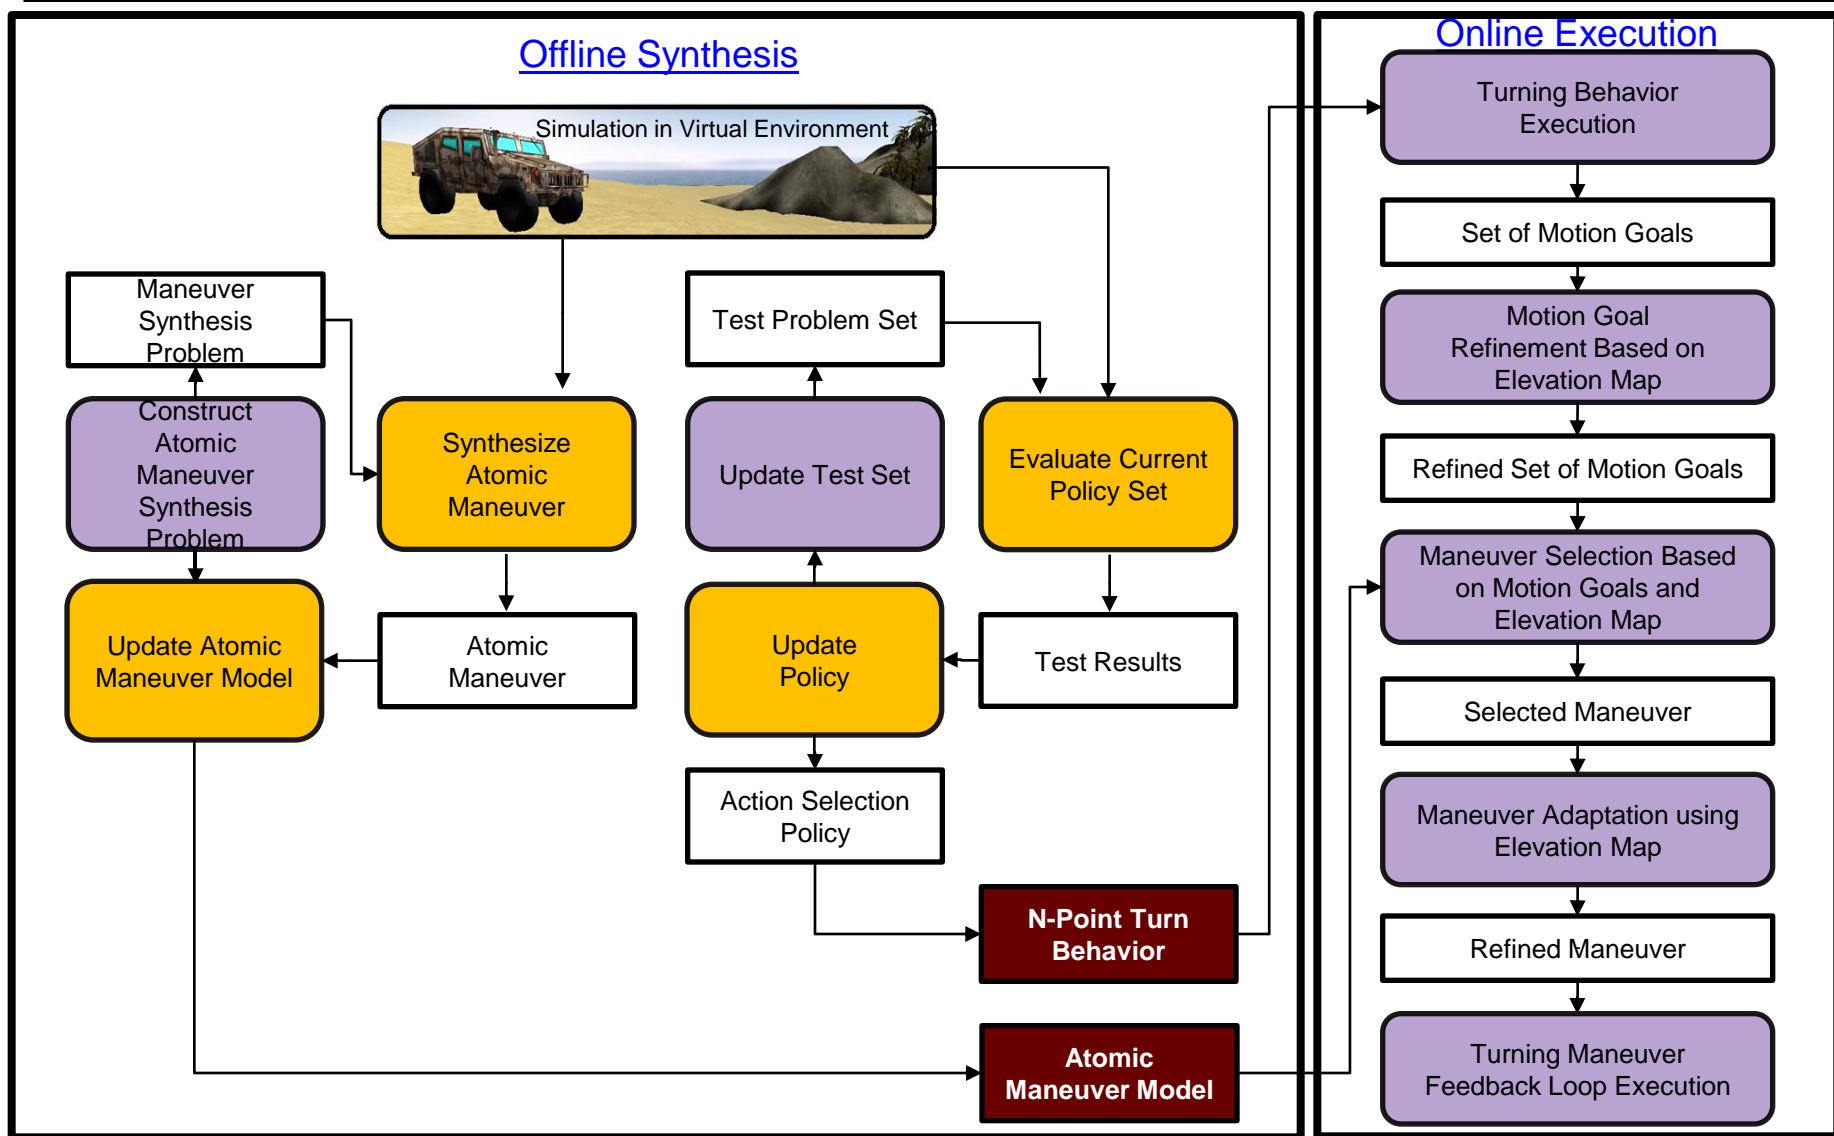 Offline Synthesis
Simulation in Virtual Environment
Maneuver
Synthesis
Problem
Test Problem Set
Construct
Atomic
Maneuver
Synthesis
Problem
Synthesize
Atomic
Maneuver
Update Test Set
Evaluate Current
Policy Set
Update Atomic
Maneuver Model
Atomic
Maneuver
Update
Policy
Test Results
Action Selection
Policy
N-Point Turn
Behavior
Atomic
Maneuver Model
Online Execution
Turning Behavior
Execution
Set of Motion Goals
Motion Goal
Refinement Based on
Elevation Map
Refined Set of Motion Goals
Maneuver Selection Based
on Motion Goals and
Elevation Map
Selected Maneuver
Maneuver Adaptation using
Elevation Map
Refined Maneuver
Turning Maneuver
Feedback Loop Execution